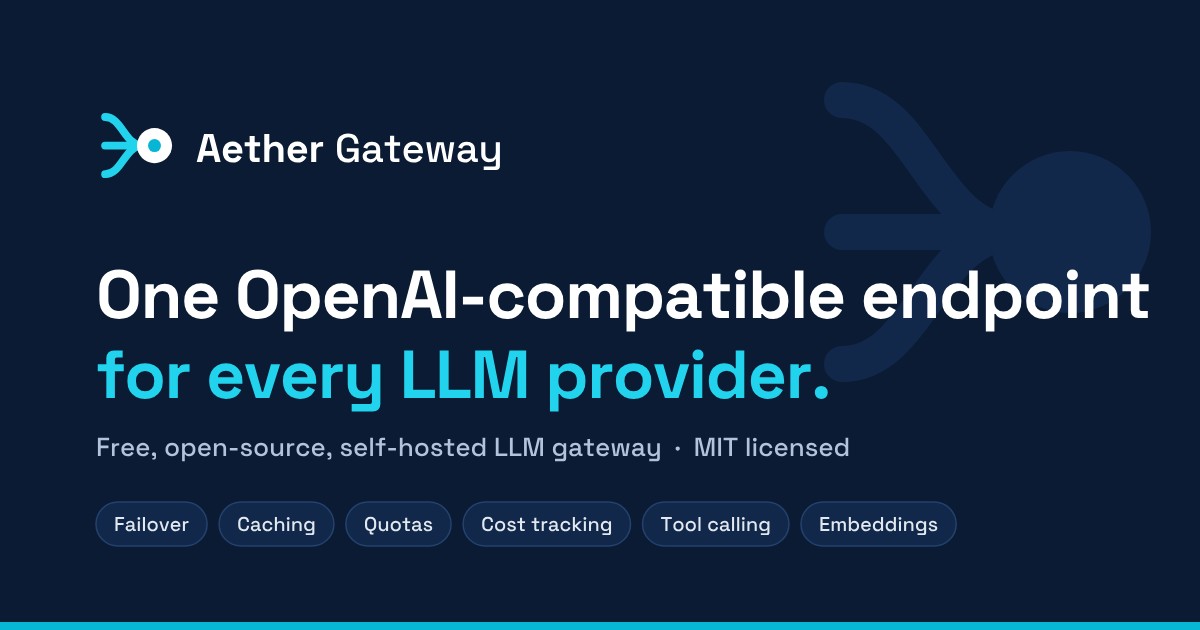 Aether Gateway
One OpenAI-compatible endpoint
for every LLM provider.
Free, open-source, self-hosted LLM gateway · MIT licensed
Failover Caching Quotas Cost tracking Tool calling Embeddings